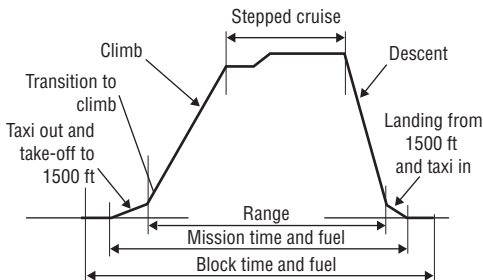 Stepped cruise
Climb
Descent
Transition to
climb
Taxi out and
take-off to
1500 ft
Landing from
1500 ft
and taxi in
Range
Mission time and fuel
Block time and fuel